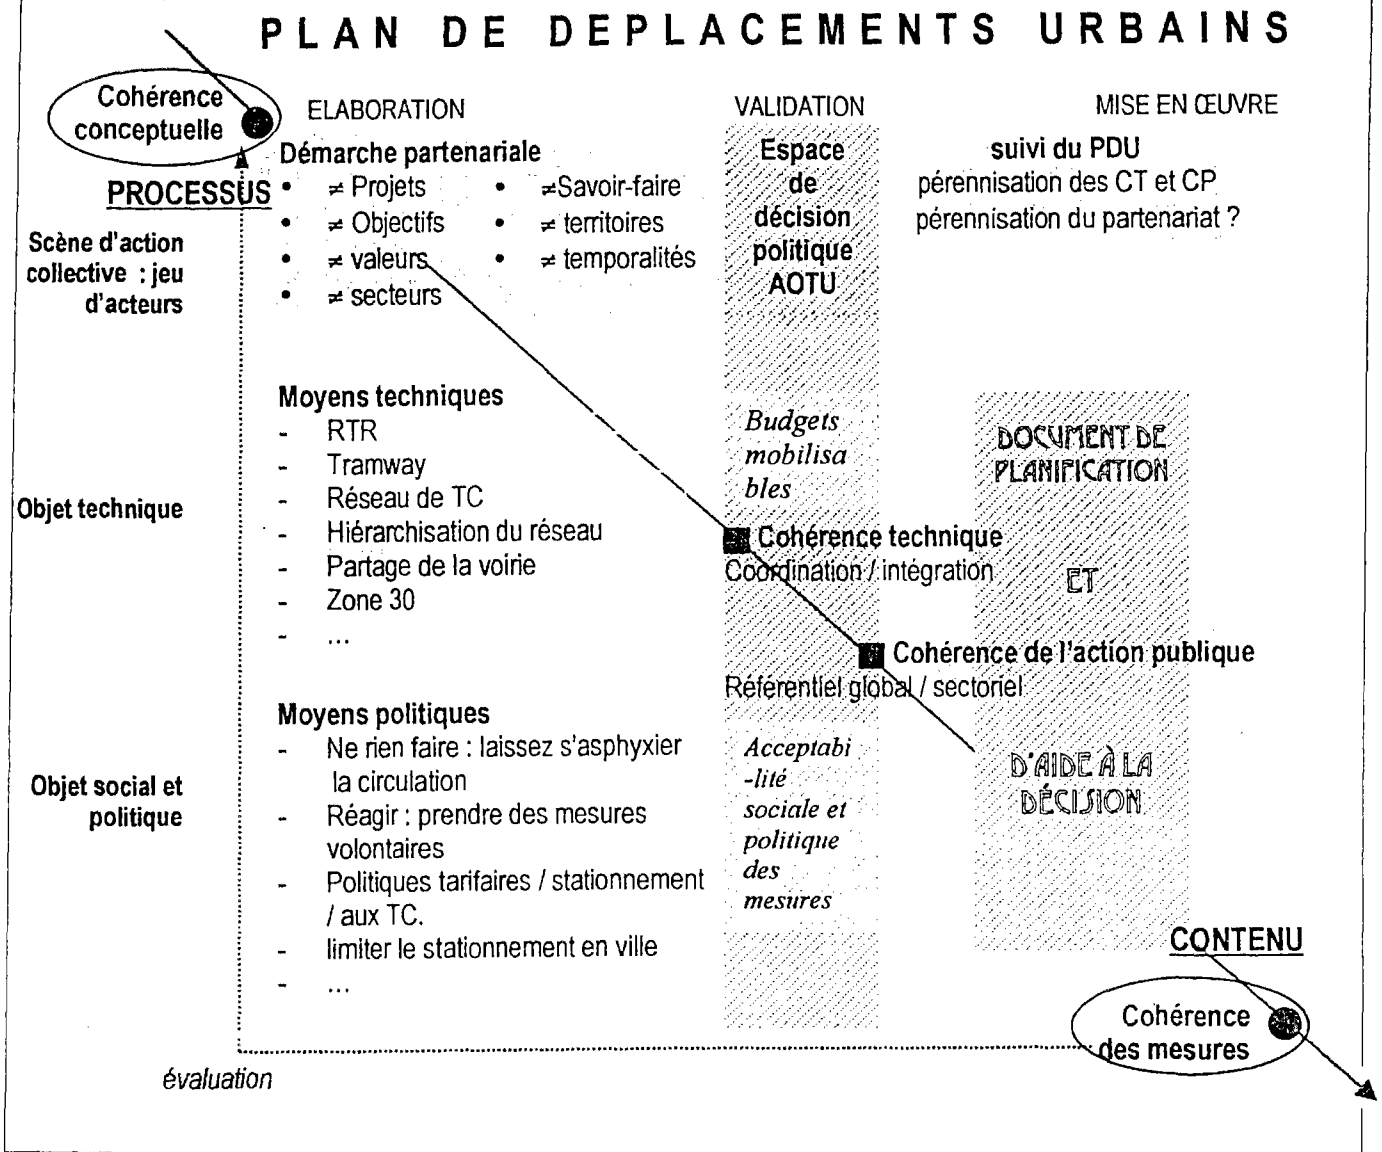 PLAN DE DEPLACEMENTS URBAINS
Cohérence
conceptuelle
ELABORATION
VALIDATION
MISE EN ŒUVRE
PROCESSUS
Démarche partenariale
• ≠ Projets
• ≠ Objectifs
• ≠ valeurs
• ≠ secteurs
• ≠Savoir-faire
• ≠ territoires
• ≠ temporalités
Espace
de
décision
politique
AOTU
suivi du PDU
pérennisation des CT et CP
pérennisation du partenariat ?
Scène d'action
collective : jeu
d'acteurs
Moyens techniques
- RTR
- Tramway
- Réseau de TC
- Hiérarchisation du réseau
- Partage de la voirie
- Zone 30
- ...
Objet technique
Budgets
mobilisa
bles
Cohérence technique
Coordination / intégration
DOCUMENT DE
PLANIFICATION
ET
Cohérence de l'action publique
Référentiel global / sectoriel
Moyens politiques
- Ne rien faire : laissez s'asphyxier
la circulation
- Réagir : prendre des mesures
volontaires
- Politiques tarifaires / stationnement
/ aux TC.
- limiter le stationnement en ville
- ...
Objet social et
politique
Acceptabi
-lité
sociale et
politique
des
mesures
D'AIDE À LA
DÉCISION
CONTENU
Cohérence
des mesures
évaluation